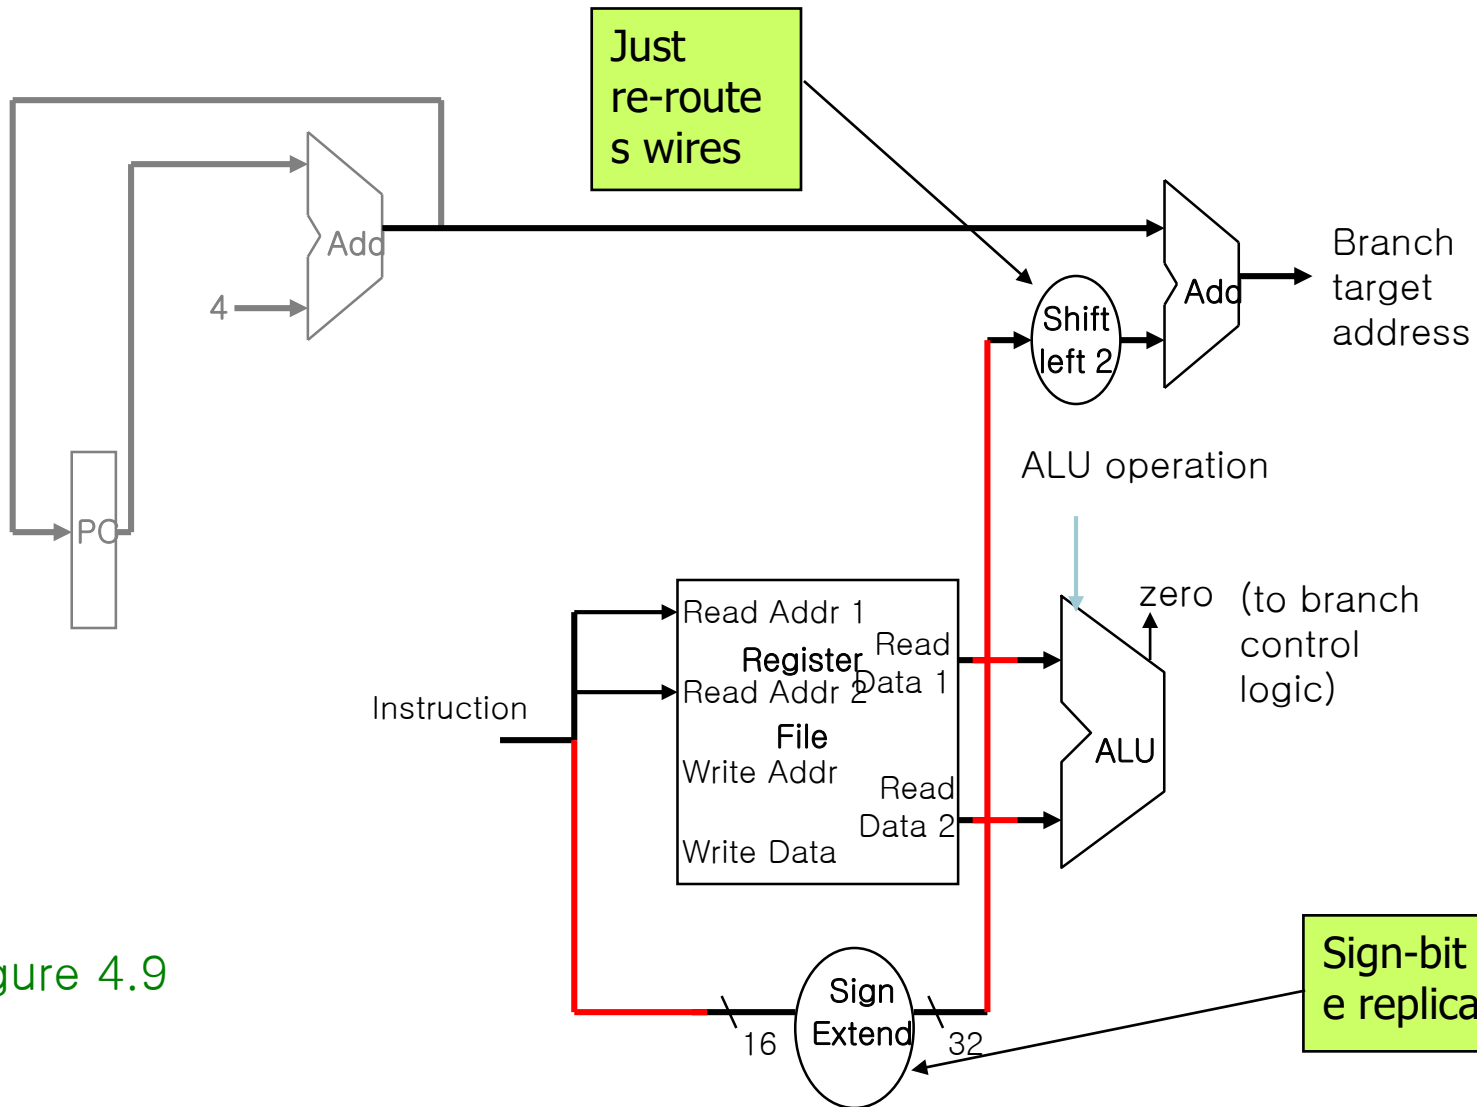 Just
re-route
s wires
Add
4
PC
Shift
left 2
Add
Branch
target
address
ALU operation
Instruction
Read Addr 1
Register
Read Addr 2
File
Write Addr
Write Data
Read
Data 1
Read
Data 2
zero
(to branch
control
logic)
ALU
Sign
Extend
16
32
gure 4.9
Sign-bit
e replica